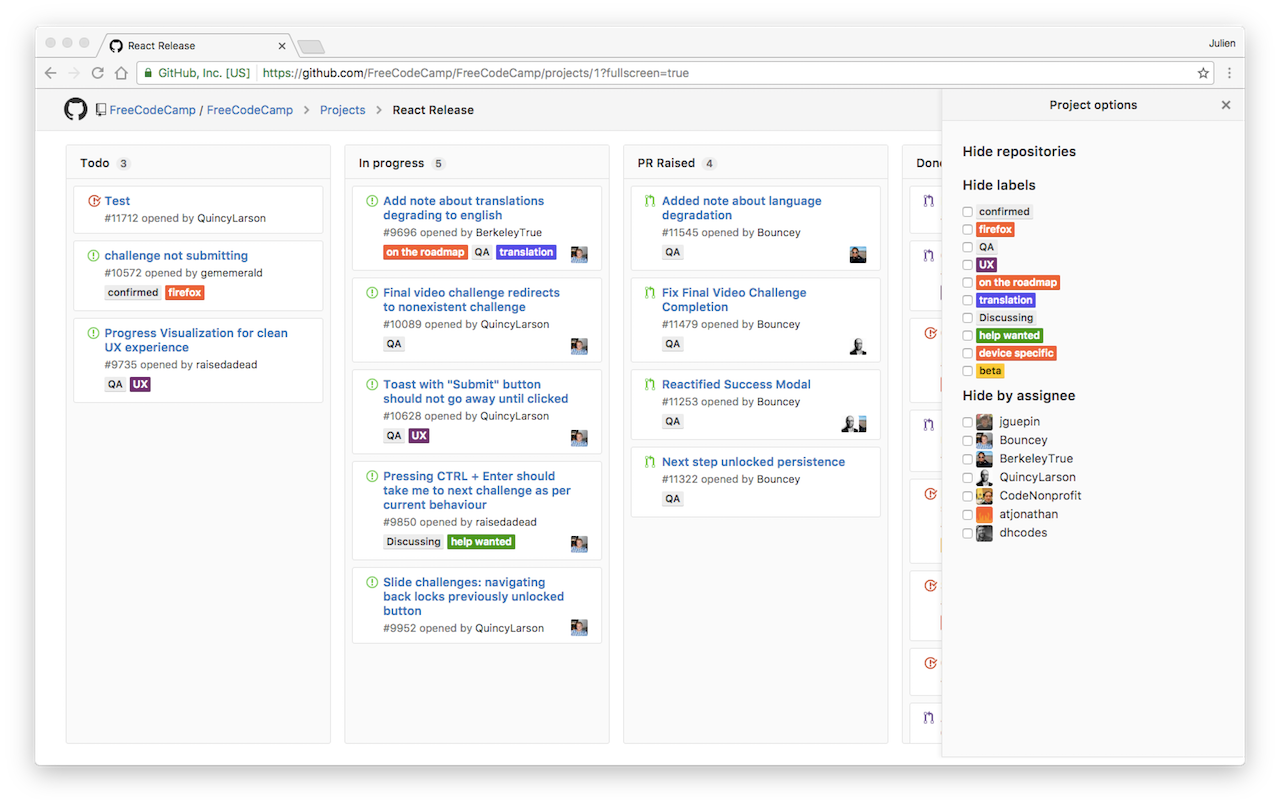 React Release
Julien
GitHub, Inc. [US]
https://github.com/FreeCodeCamp/FreeCodeCamp/projects/1?fullscreen=true
FreeCodeCamp / FreeCodeCamp > Projects > React Release
Project options
Todo 3
Test
#11712 opened by QuincyLarson
challenge not submitting
#10572 opened by gememerald
confirmed firefox
Progress Visualization for clean
UX experience
#9735 opened by raisedadead
QA UX
In progress 5
Add note about translations
degrading to english
#9696 opened by BerkeleyTrue
on the roadmap QA translation
Final video challenge redirects
to nonexistent challenge
#10089 opened by QuincyLarson
QA
Toast with "Submit" button
should not go away until clicked
#10628 opened by QuincyLarson
QA UX
Pressing CTRL + Enter should
take me to next challenge as per
current behaviour
#9850 opened by raisedadead
Discussing help wanted
Slide challenges: navigating
back locks previously unlocked
button
#9952 opened by QuincyLarson
PR Raised 4
Added note about language
degradation
#11545 opened by Bouncey
QA
Fix Final Video Challenge
Completion
#11479 opened by Bouncey
QA
Reactified Success Modal
#11253 opened by Bouncey
QA
Next step unlocked persistence
#11322 opened by Bouncey
QA
Hide repositories
Hide labels
confirmed
firefox
QA
UX
on the roadmap
translation
Discussing
help wanted
device specific
beta
Hide by assignee
jguepin
Bouncey
BerkeleyTrue
QuincyLarson
CodeNonprofit
atjonathan
dhcodes